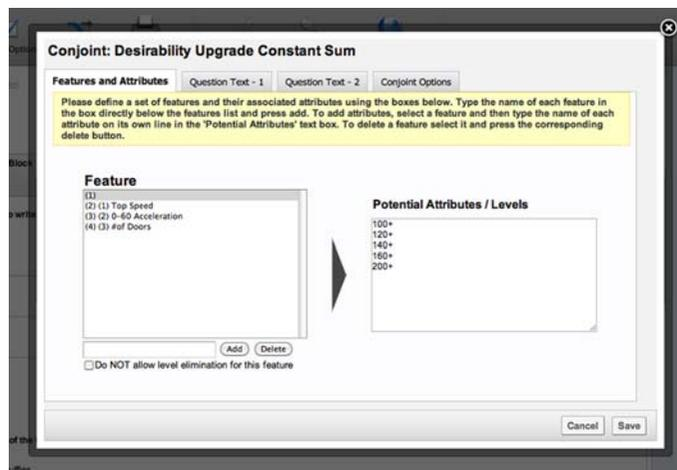 Option
Conjoint: Desirability Upgrade Constant Sum
Features and Attributes
Question Text - 1
Question Text - 2
Conjoint Options
Please define a set of features and their associated attributes using the boxes below. Type the name of each feature in
the box directly below the features list and press add. To add attributes, select a feature and then type the name of each
attribute on its own line in the 'Potential Attributes' text box. To delete a feature select it and press the corresponding
delete button.
Block
o write
Feature
(1)
(2) (1) Top Speed
(3) (2) 0-60 Acceleration
(4) (3) #of Doors
Potential Attributes / Levels
100+
120+
140+
160+
200+
Add
Delete
Do NOT allow level elimination for this feature
Cancel
Save
of the